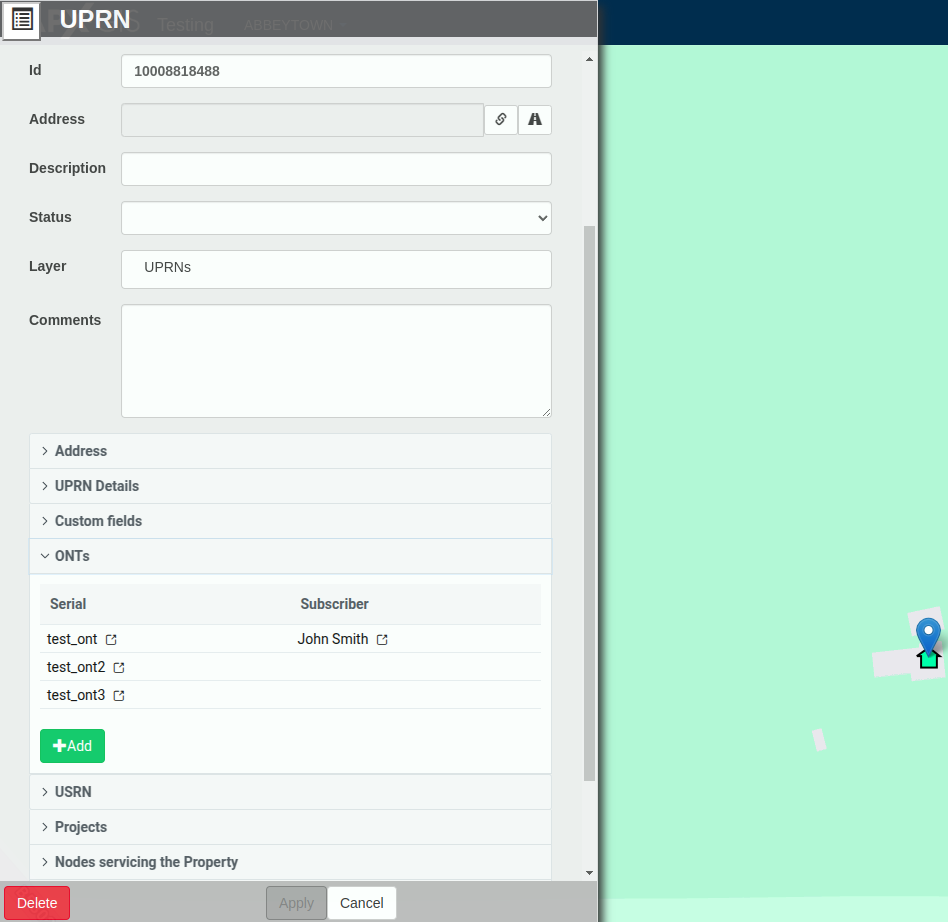 UPRN
Testing
ABBEYTOWN
Id
10008818488
Address
Description
Status
Layer
UPRNs
Comments
Address
UPRN Details
Custom fields
ONTs
Serial Subscriber
test_ont John Smith
test_ont2
test_ont3
Add
USRN
Projects
Nodes servicing the Property
Delete Apply Cancel